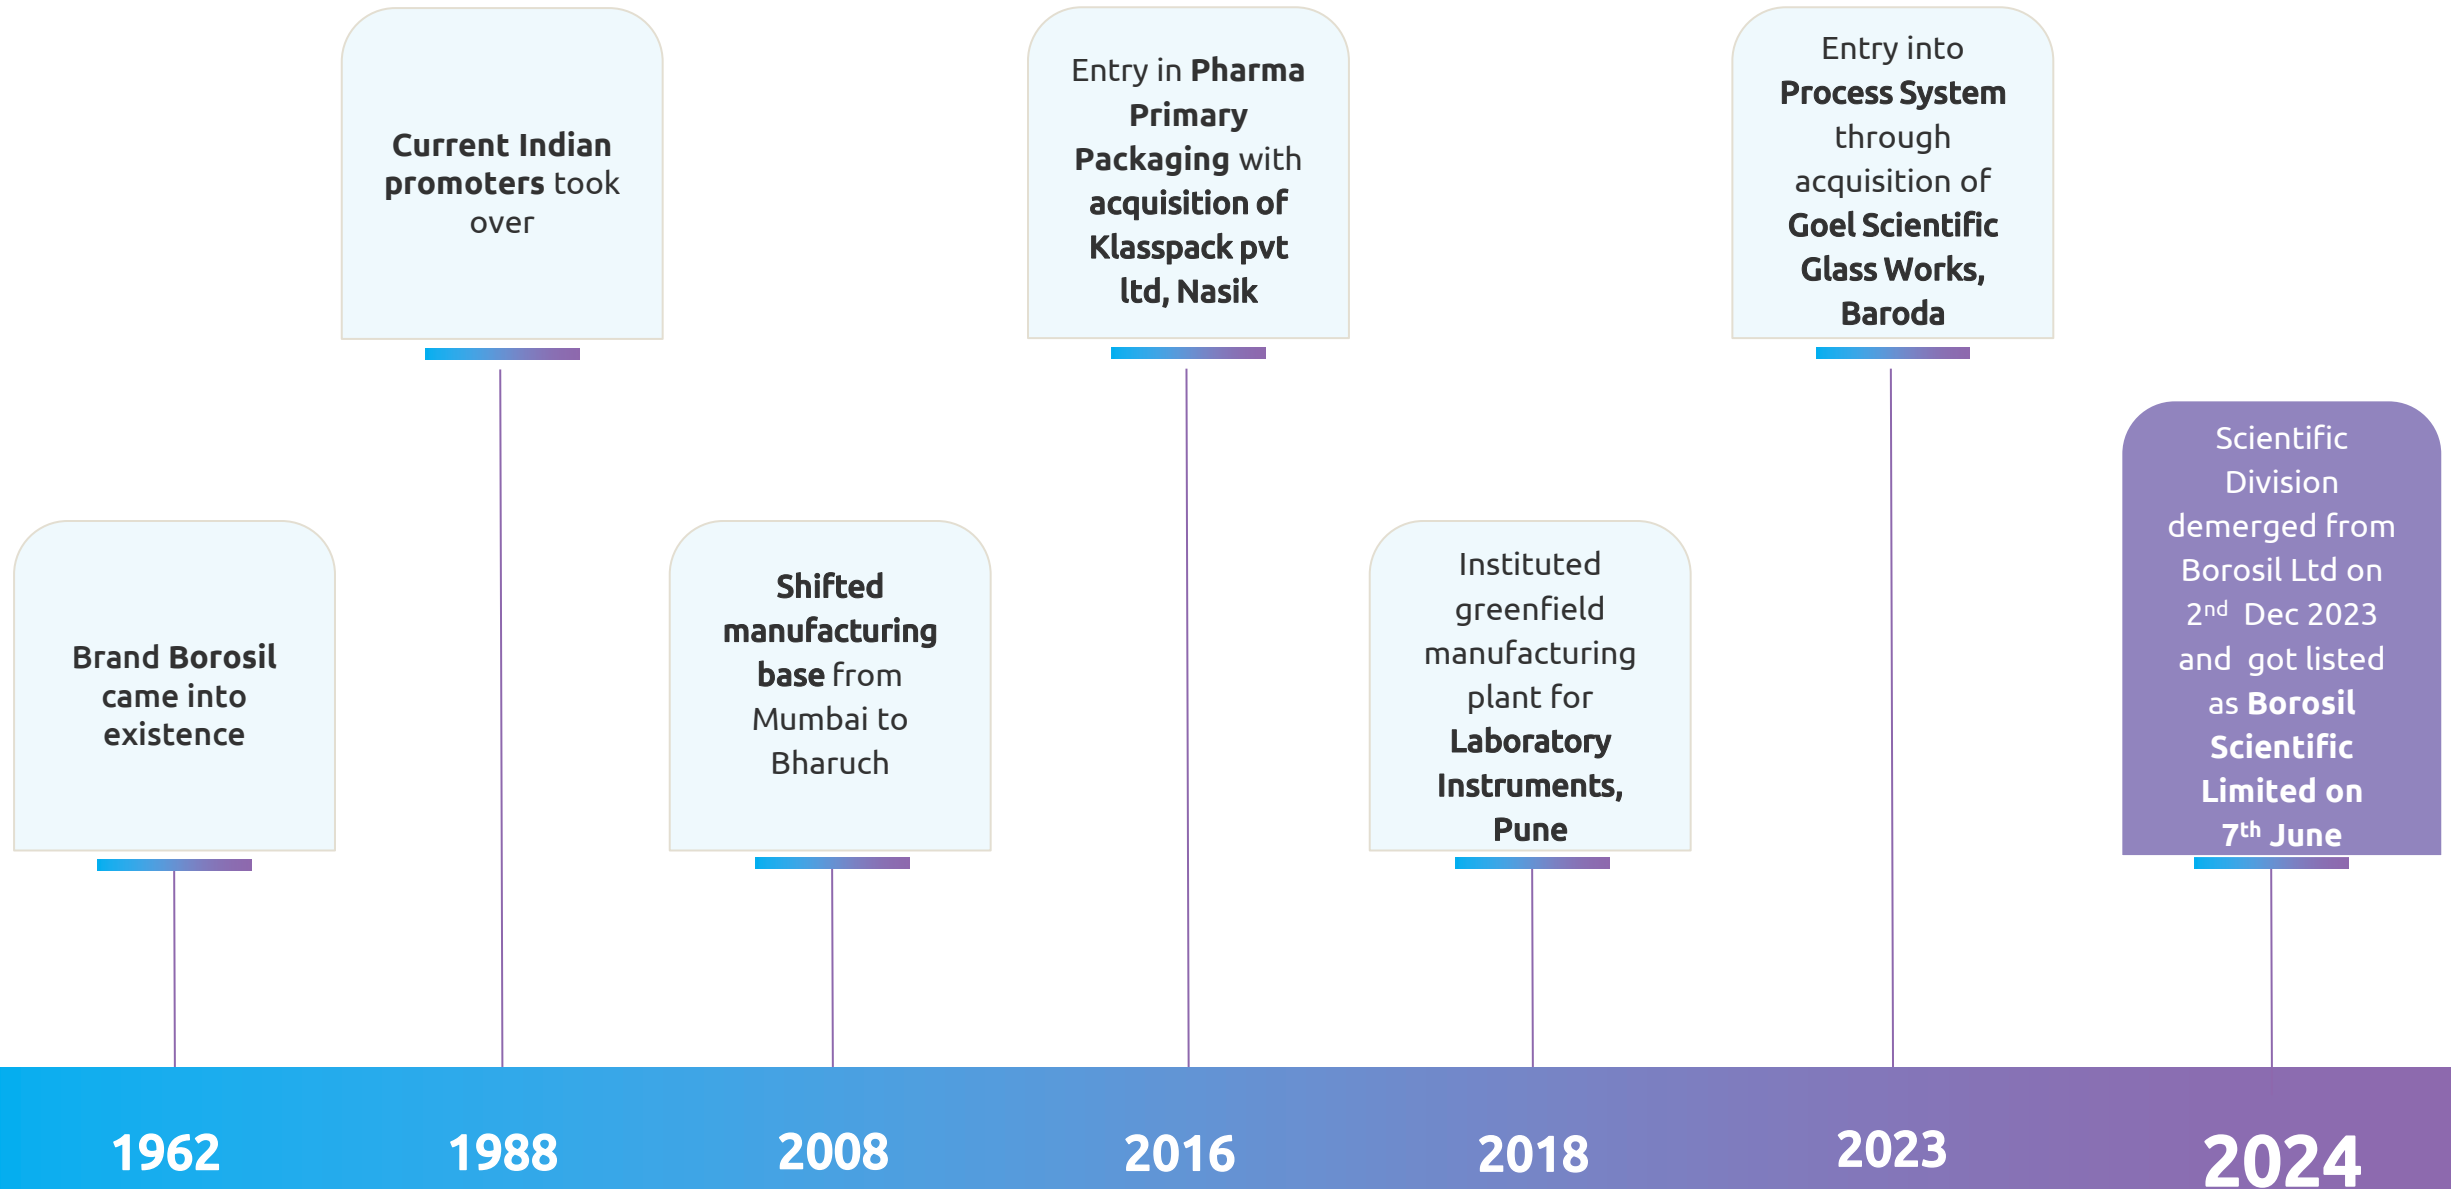 Brand Borosil
came into
existence
Current Indian
promoters took
over
Shifted
manufacturing
base from
Mumbai to
Bharuch
Entry in Pharma
Primary
Packaging with
acquisition of
Klasspack pvt
ltd, Nasik
Instituted
greenfield
manufacturing
plant for
Laboratory
Instruments,
Pune
Entry into
Process System
through
acquisition of
Goel Scientific
Glass Works,
Baroda
Scientific
Division
demerged from
Borosil Ltd on
2nd Dec 2023
and got listed
as Borosil
Scientific
Limited on
7th June
1962
1988
2008
2016
2018
2023
2024